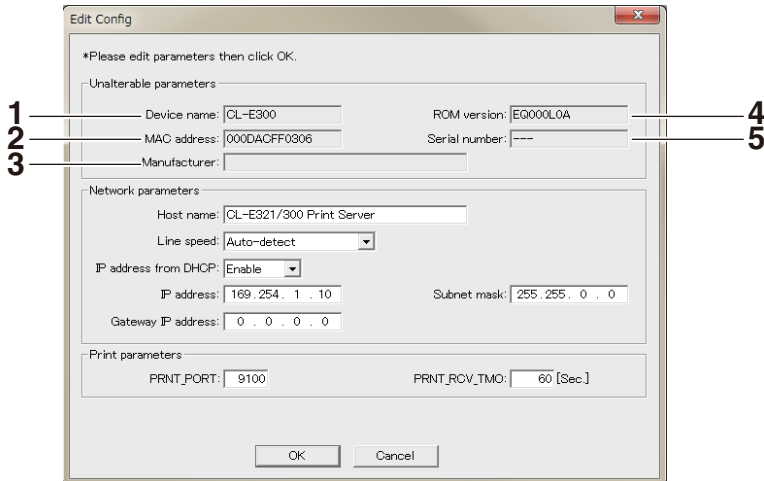 Edit Config
*Please edit parameters then click OK.
Unalterable parameters
1 Device name: CL-E300 ROM version: EQ000L0A 4
2 MAC address: 000DACFF0306 Serial number: --- 5
3 Manufacturer:
Network parameters
Host name: CL-E321/300 Print Server
Line speed: Auto-detect
IP address from DHCP: Enable
IP address: 169.254. 1 . 10 Subnet mask: 255.255. 0 . 0
Gateway IP address: 0 . 0 . 0 . 0
Print parameters
PRNT_PORT: 9100 PRNT_RCV_TMO: 60 [Sec.]
OK Cancel